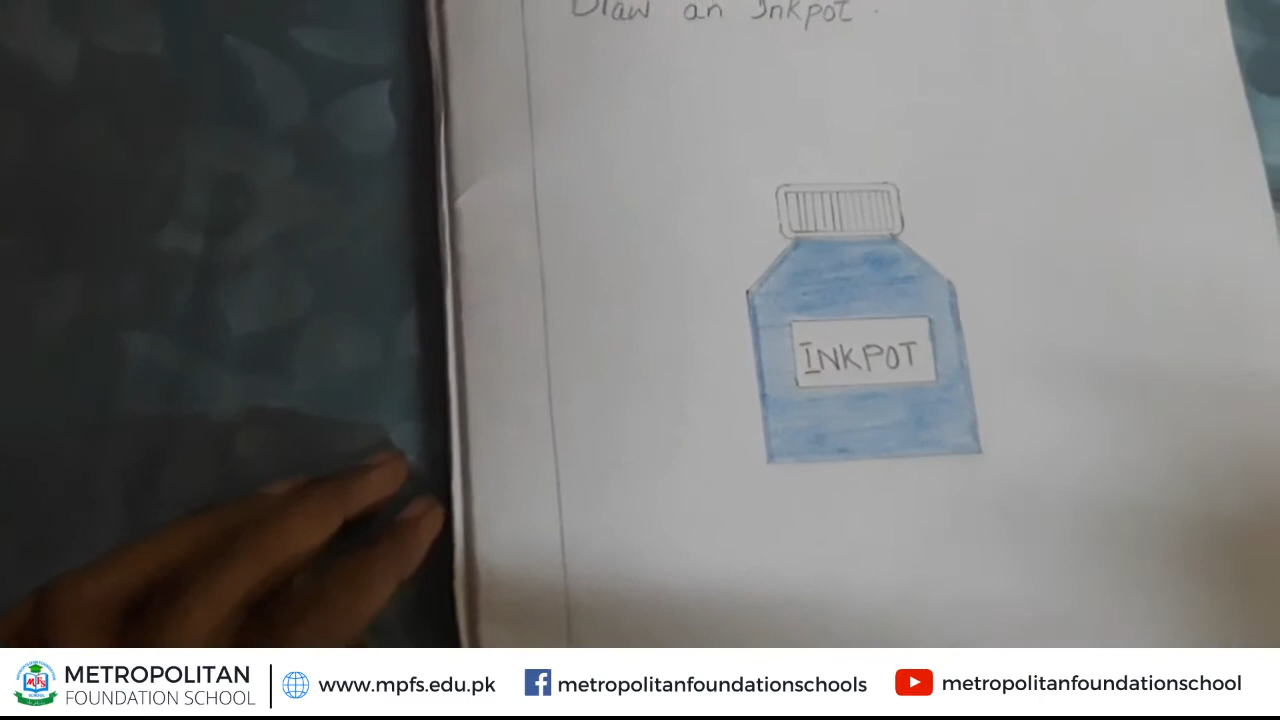 Draw an Inkpot.
INKPOT
METROPOLITAN
FOUNDATION SCHOOL
www.mpfs.edu.pk
metropolitanfoundationschools
metropolitanfoundationschool